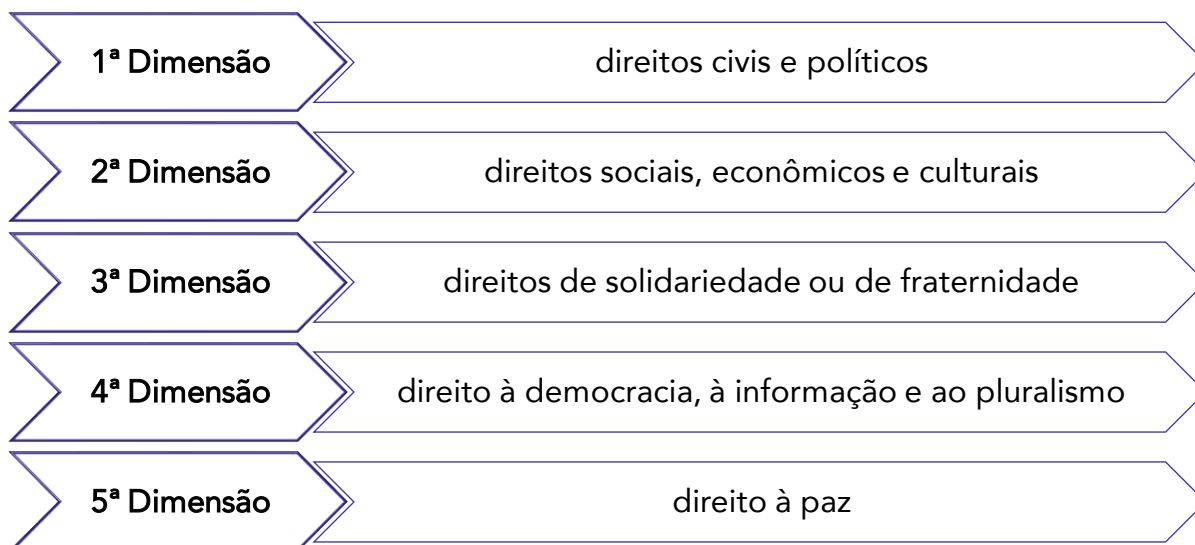 1ª Dimensão
direitos civis e políticos
2ª Dimensão
direitos sociais, econômicos e culturais
3ª Dimensão
direitos de solidariedade ou de fraternidade
4ª Dimensão
direito à democracia, à informação e ao pluralismo
5ª Dimensão
direito à paz